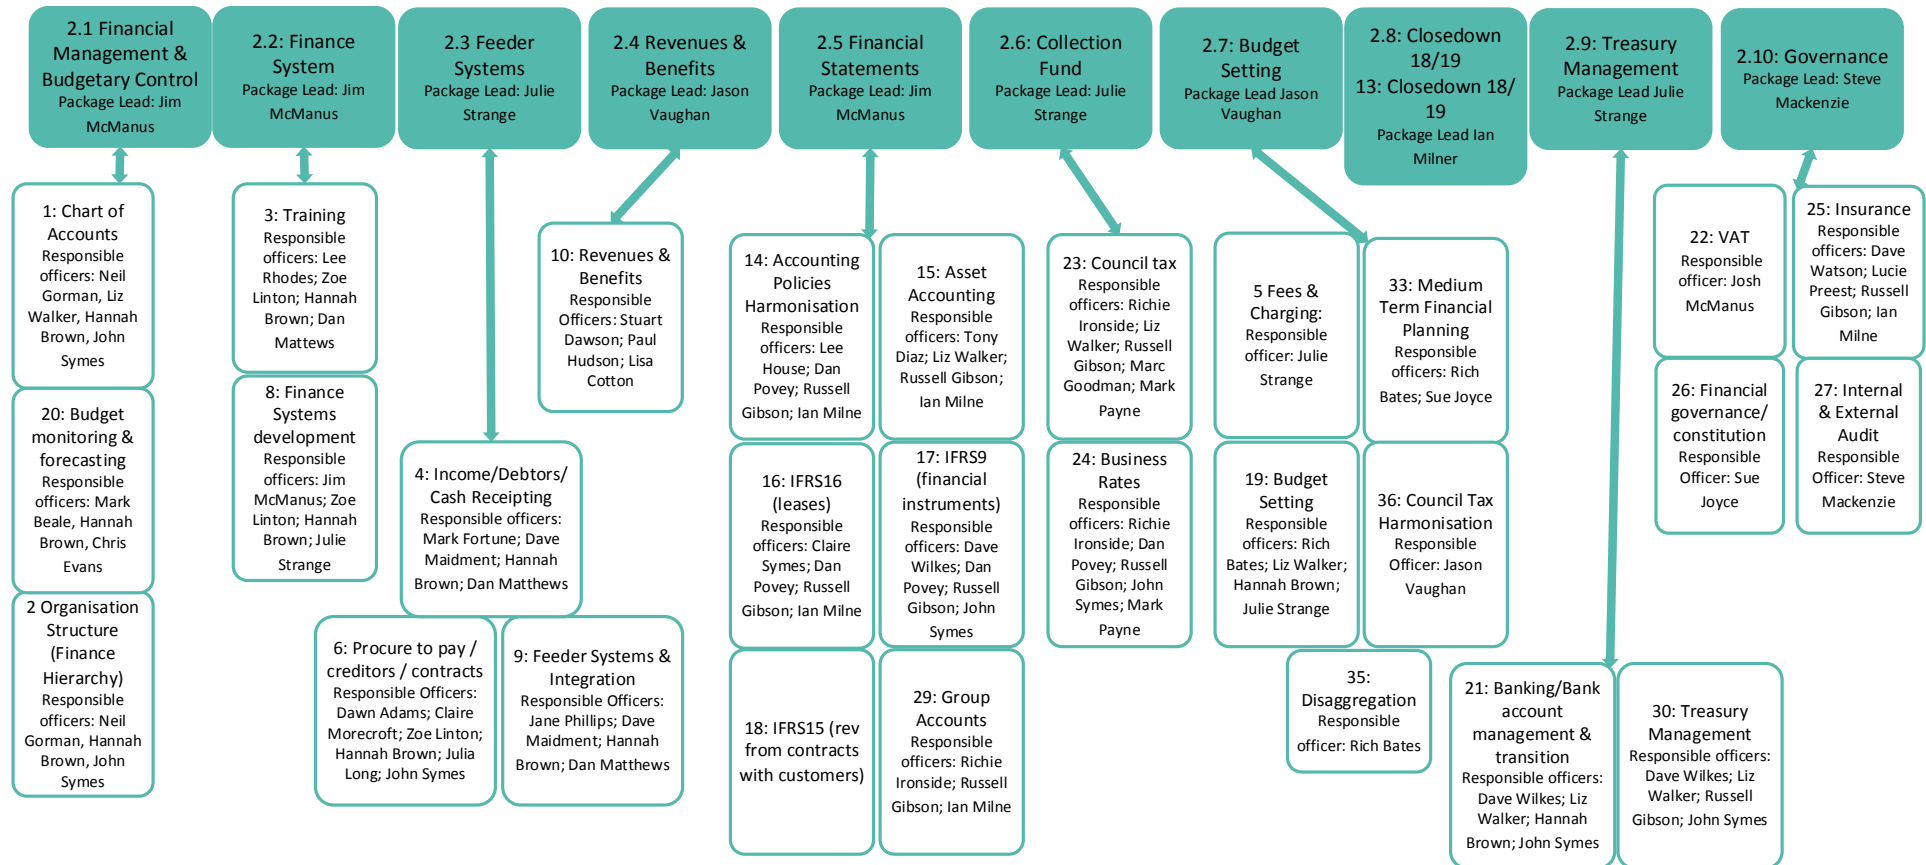 2.1 Financial
Management &
Budgetary Control
Package Lead: Jim
McManus
2.2: Finance
System
Package Lead: Jim
McManus
2.3 Feeder
Systems
Package Lead: Julie
Strange
2.4 Revenues &
Benefits
Package Lead: Jason
Vaughan
2.5 Financial
Statements
Package Lead: Jim
McManus
2.6: Collection
Fund
Package Lead: Julie
Strange
2.7: Budget
Setting
Package Lead Jason
Vaughan
2.8: Closedown
18/19
13: Closedown 18/
19
Package Lead Ian
Milner
2.9: Treasury
Management
Package Lead Julie
Strange
2.10: Governance
Package Lead: Steve
Mackenzie
1: Chart of
Accounts
Responsible
officers: Neil
Gorman, Liz
Walker, Hannah
Brown, John
Symes
20: Budget
monitoring &
forecasting
Responsible
officers: Mark
Beale, Hannah
Brown, Chris
Evans
2 Organisation
Structure
(Finance
Hierarchy)
Responsible
officers: Neil
Gorman, Hannah
Brown, John
Symes
3: Training
Responsible
officers: Lee
Rhodes; Zoe
Linton; Hannah
Brown; Dan
Mattews
8: Finance
Systems
development
Responsible
officers: Jim
McManus; Zoe
Linton; Hannah
Brown; Julie
Strange
4: Income/Debtors/
Cash Receipting
Responsible officers:
Mark Fortune; Dave
Maidment; Hannah
Brown; Dan Matthews
6: Procure to pay /
creditors / contracts
Responsible Officers:
Dawn Adams; Claire
Morecroft; Zoe Linton;
Hannah Brown; Julia
Long; John Symes
9: Feeder Systems &
Integration
Responsible Officers:
Jane Phillips; Dave
Maidment; Hannah
Brown; Dan Matthews
10: Revenues &
Benefits
Responsible
Officers: Stuart
Dawson; Paul
Hudson; Lisa
Cotton
14: Accounting
Policies
Harmonisation
Responsible
officers: Lee
House; Dan
Povey; Russell
Gibson; Ian Milne
15: Asset
Accounting
Responsible
officers: Tony
Diaz; Liz Walker;
Russell Gibson;
Ian Milne
16: IFRS16
(leases)
Responsible
officers: Claire
Symes; Dan
Povey; Russell
Gibson; Ian Milne
17: IFRS9
(financial
instruments)
Responsible
officers: Dave
Wilkes; Dan
Povey; Russell
Gibson; John
Symes
18: IFRS15 (rev
from contracts
with customers)
29: Group
Accounts
Responsible
officers: Richie
Ironside; Russell
Gibson; Ian Milne
23: Council tax
Responsible
officers: Richie
Ironside; Liz
Walker; Russell
Gibson; Marc
Goodman; Mark
Payne
24: Business
Rates
Responsible
officers: Richie
Ironside; Dan
Povey; Russell
Gibson; John
Symes; Mark
Payne
5 Fees &
Charging:
Responsible
officer: Julie
Strange
33: Medium
Term Financial
Planning
Responsible
officers: Rich
Bates; Sue Joyce
19: Budget
Setting
Responsible
officers: Rich
Bates; Liz Walker;
Hannah Brown;
Julie Strange
36: Council Tax
Harmonisation
Responsible
Officer: Jason
Vaughan
35:
Disaggregation
Responsible
officer: Rich Bates
21: Banking/Bank
account
management &
transition
Responsible officers:
Dave Wilkes; Liz
Walker; Hannah
Brown; John Symes
30: Treasury
Management
Responsible officers:
Dave Wilkes; Liz
Walker; Russell
Gibson; John Symes
22: VAT
Responsible
officer: Josh
McManus
25: Insurance
Responsible
officers: Dave
Watson; Lucie
Preest; Russell
Gibson; Ian
Milne
26: Financial
governance/
constitution
Responsible
Officer: Sue
Joyce
27: Internal
& External
Audit
Responsible
Officer: Steve
Mackenzie